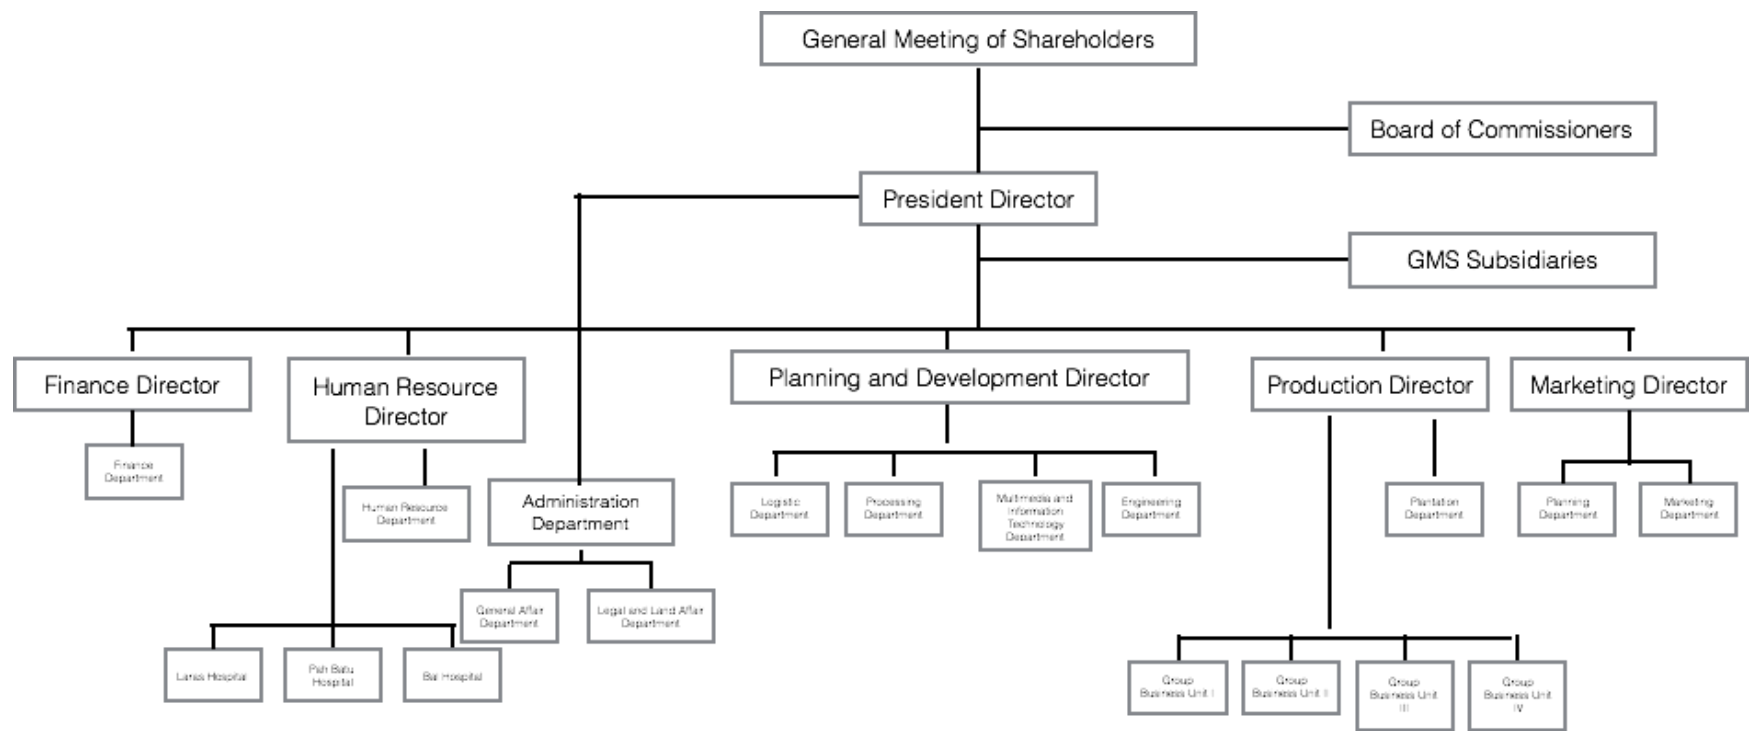 General Meeting of Shareholders
Board of Commissioners
President Director
GMS Subsidiaries
Finance Director
Human Resource
Director
Planning and Development Director
Production Director
Marketing Director
Finance
Department
Human Resource
Department
Administration
Department
Logistic
Department
Processing
Department
Multimedia and
Information
Technology
Department
Engineering
Department
Plantation
Department
Planning
Department
Marketing
Department
General Affair
Department
Legal and Land Affair
Department
Laras Hospital
Batu
Hospital
Hospital
Group
Business Unit I
Group
Business Unit II
Group
Business Unit
III
Group
Business Unit
IV